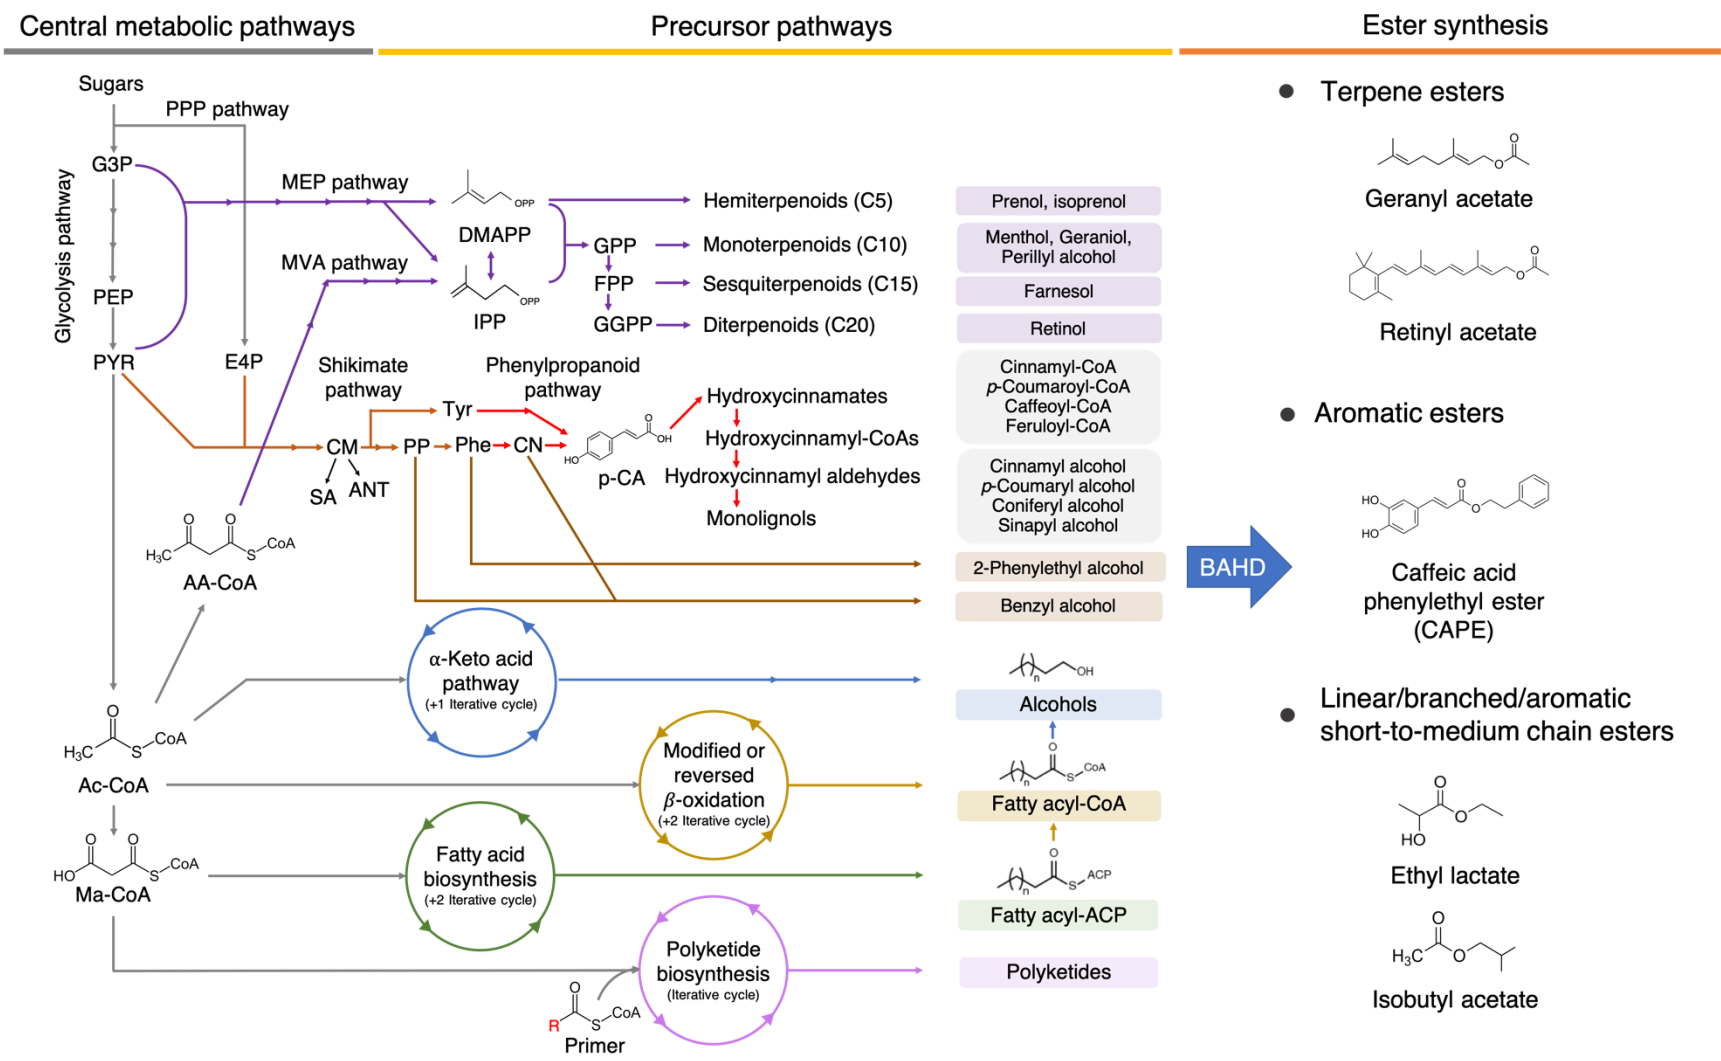 Central metabolic pathways
Precursor pathways
Ester synthesis
Sugars
PPP pathway
G3P
Glycolysis pathway
PEP
PYR
E4P
MEP pathway
MVA pathway
OPP
DMAPP
OPP
IPP
GPP
FPP
GGPP
Hemiterpenoids (C5)
Monoterpenoids (C10)
Sesquiterpenoids (C15)
Diterpenoids (C20)
Shikimate
pathway
Phenylpropanoid
pathway
Tyr
CM
PP
Phe
CN
SA
ANT
O
OH
HO
p-CA
Hydroxycinnamates
Hydroxycinnamyl-CoAs
Hydroxycinnamyl aldehydes
Monolignols
O
O
H₃C
S
CoA
AA-CoA
O
H₃C
S
CoA
Ac-CoA
O
O
HO
S
CoA
Ma-CoA
α-Keto acid
pathway
(+1 Iterative cycle)
Modified or
reversed
β-oxidation
(+2 Iterative cycle)
Fatty acid
biosynthesis
(+2 Iterative cycle)
Polyketide
biosynthesis
(Iterative cycle)
O
R
S
CoA
Primer
Prenol, isoprenol
Menthol, Geraniol,
Perillyl alcohol
Farnesol
Retinol
Cinnamyl-CoA
p-Coumaroyl-CoA
Caffeoyl-CoA
Feruloyl-CoA
Cinnamyl alcohol
p-Coumaryl alcohol
Coniferyl alcohol
Sinapyl alcohol
2-Phenylethyl alcohol
Benzyl alcohol
n
OH
Alcohols
O
n
S
CoA
Fatty acyl-CoA
O
n
S
ACP
Fatty acyl-ACP
Polyketides
BAHD
● Terpene esters
O
O
Geranyl acetate
O
O
Retinyl acetate
● Aromatic esters
HO
O
O
HO
Caffeic acid
phenylethyl ester
(CAPE)
● Linear/branched/aromatic
short-to-medium chain esters
O
O
HO
Ethyl lactate
O
H₃C
O
Isobutyl acetate